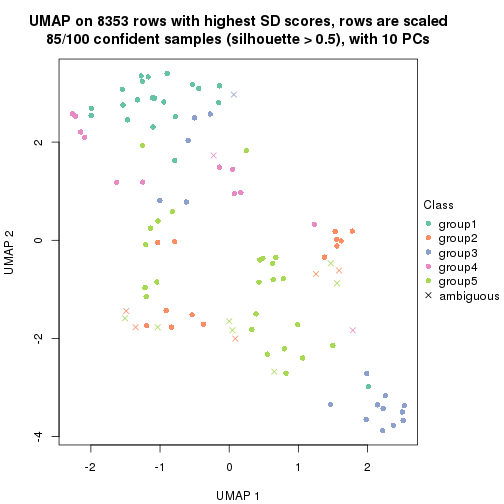 UMAP on 8353 rows with highest SD scores, rows are scaled
85/100 confident samples (silhouette > 0.5), with 10 PCs
UMAP 2
2
0
-2
-4
-2
-1
0
1
2
UMAP 1
Class
group1
group2
group3
group4
group5
ambiguous